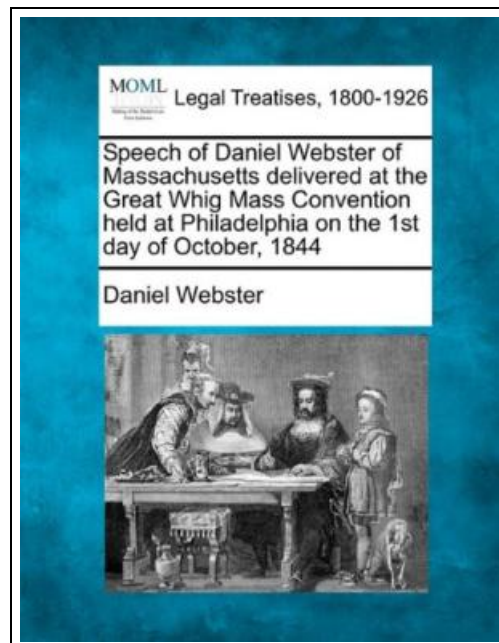 MOML
Legal Treatises, 1800-1926
Speech of Daniel Webster of
Massachusetts delivered at the
Great Whig Mass Convention
held at Philadelphia on the 1st
day of October, 1844
Daniel Webster